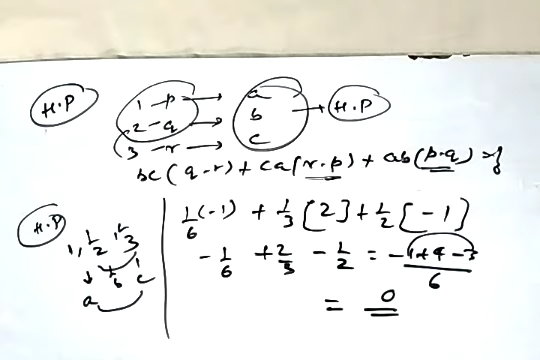 H.P 1 - p → a
2 - q → b → H.P
3 - r → c
bc(q-r) + ca(r-p) + ab(p-q) =
H.P
1, 1/2, 1/3
a b c
1/6(-1) + 1/3[2] + 1/2[-1]
-1/6 + 2/3 - 1/2 = -1+4-3/6
= 0